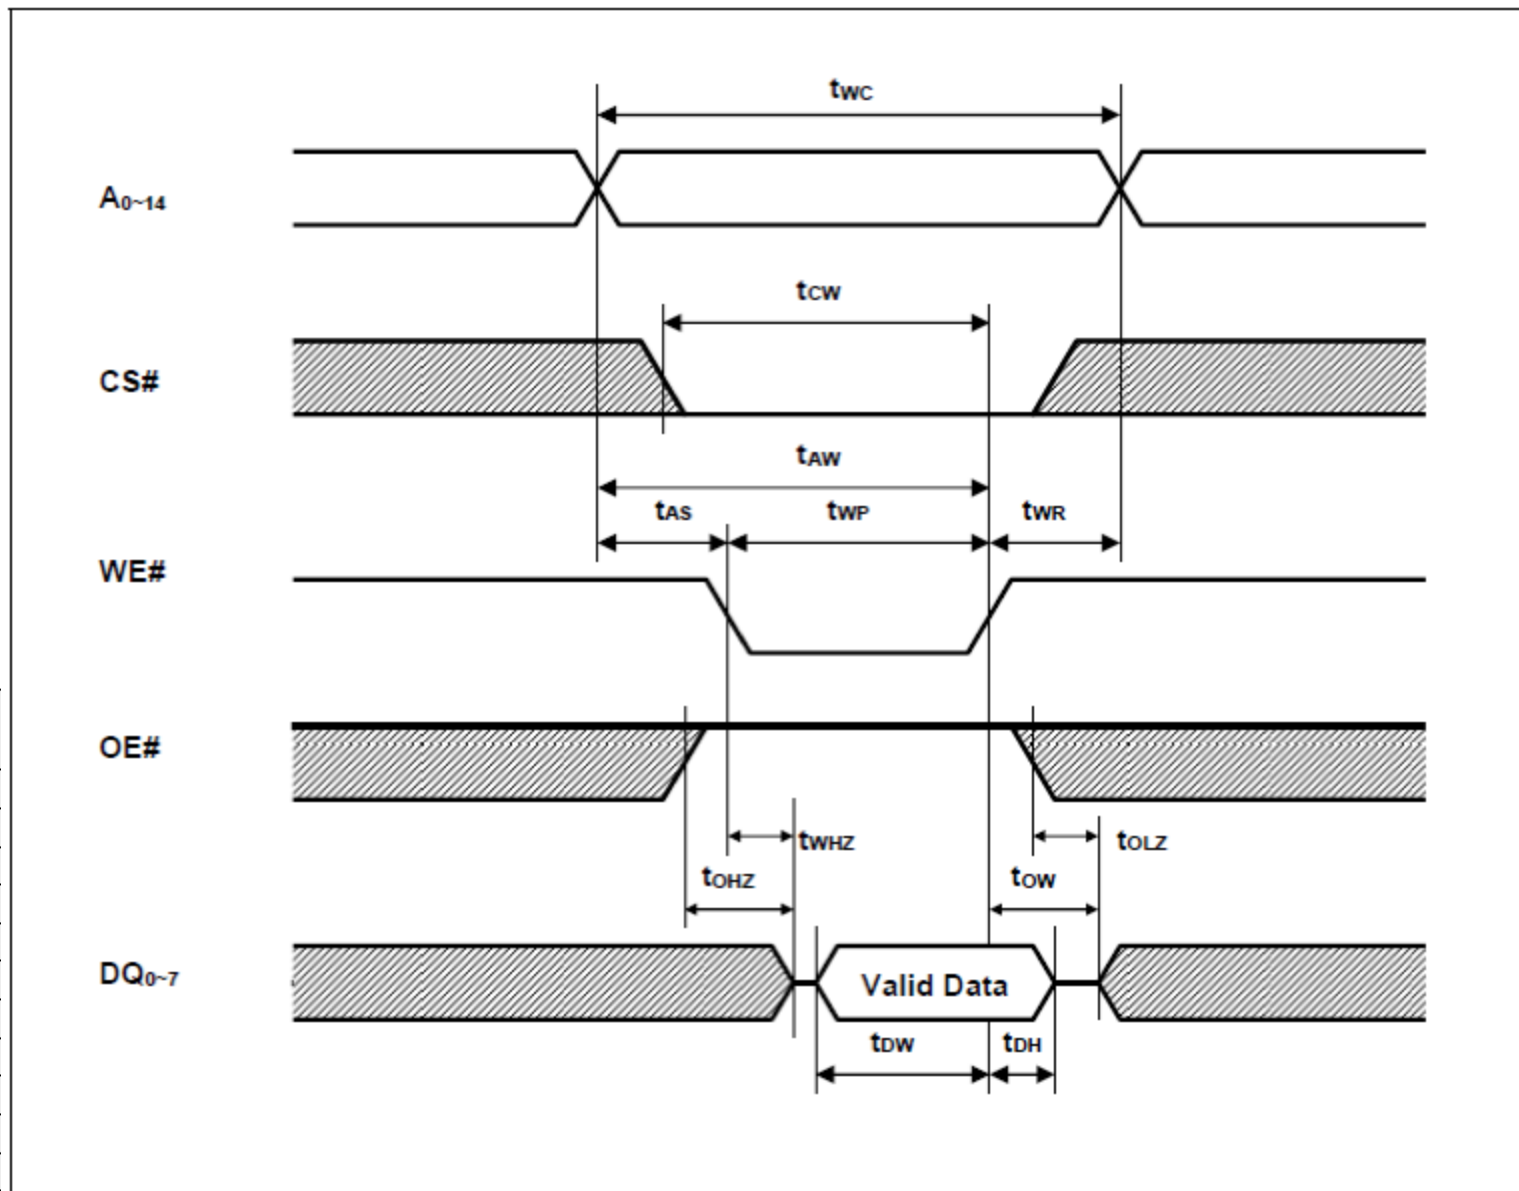 tWC
A0~14
tCW
CS#
tAW
tAS tWP tWR
WE#
OE#
tWHZ tOLZ
tOHZ tOW
DQ0~7 Valid Data
tDW tDH